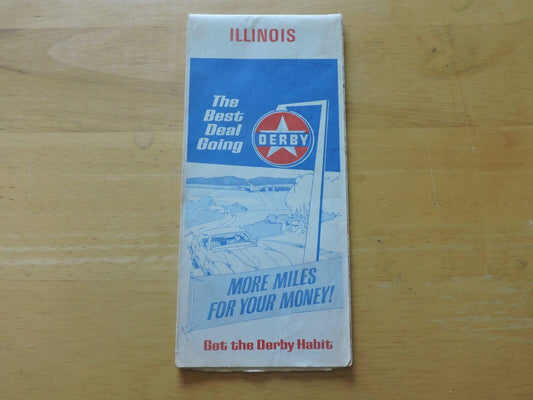 ILLINOIS
The
Best
Deal
Going
DERBY
MORE MILES
FOR YOUR MONEY!
Get the Derby Habit